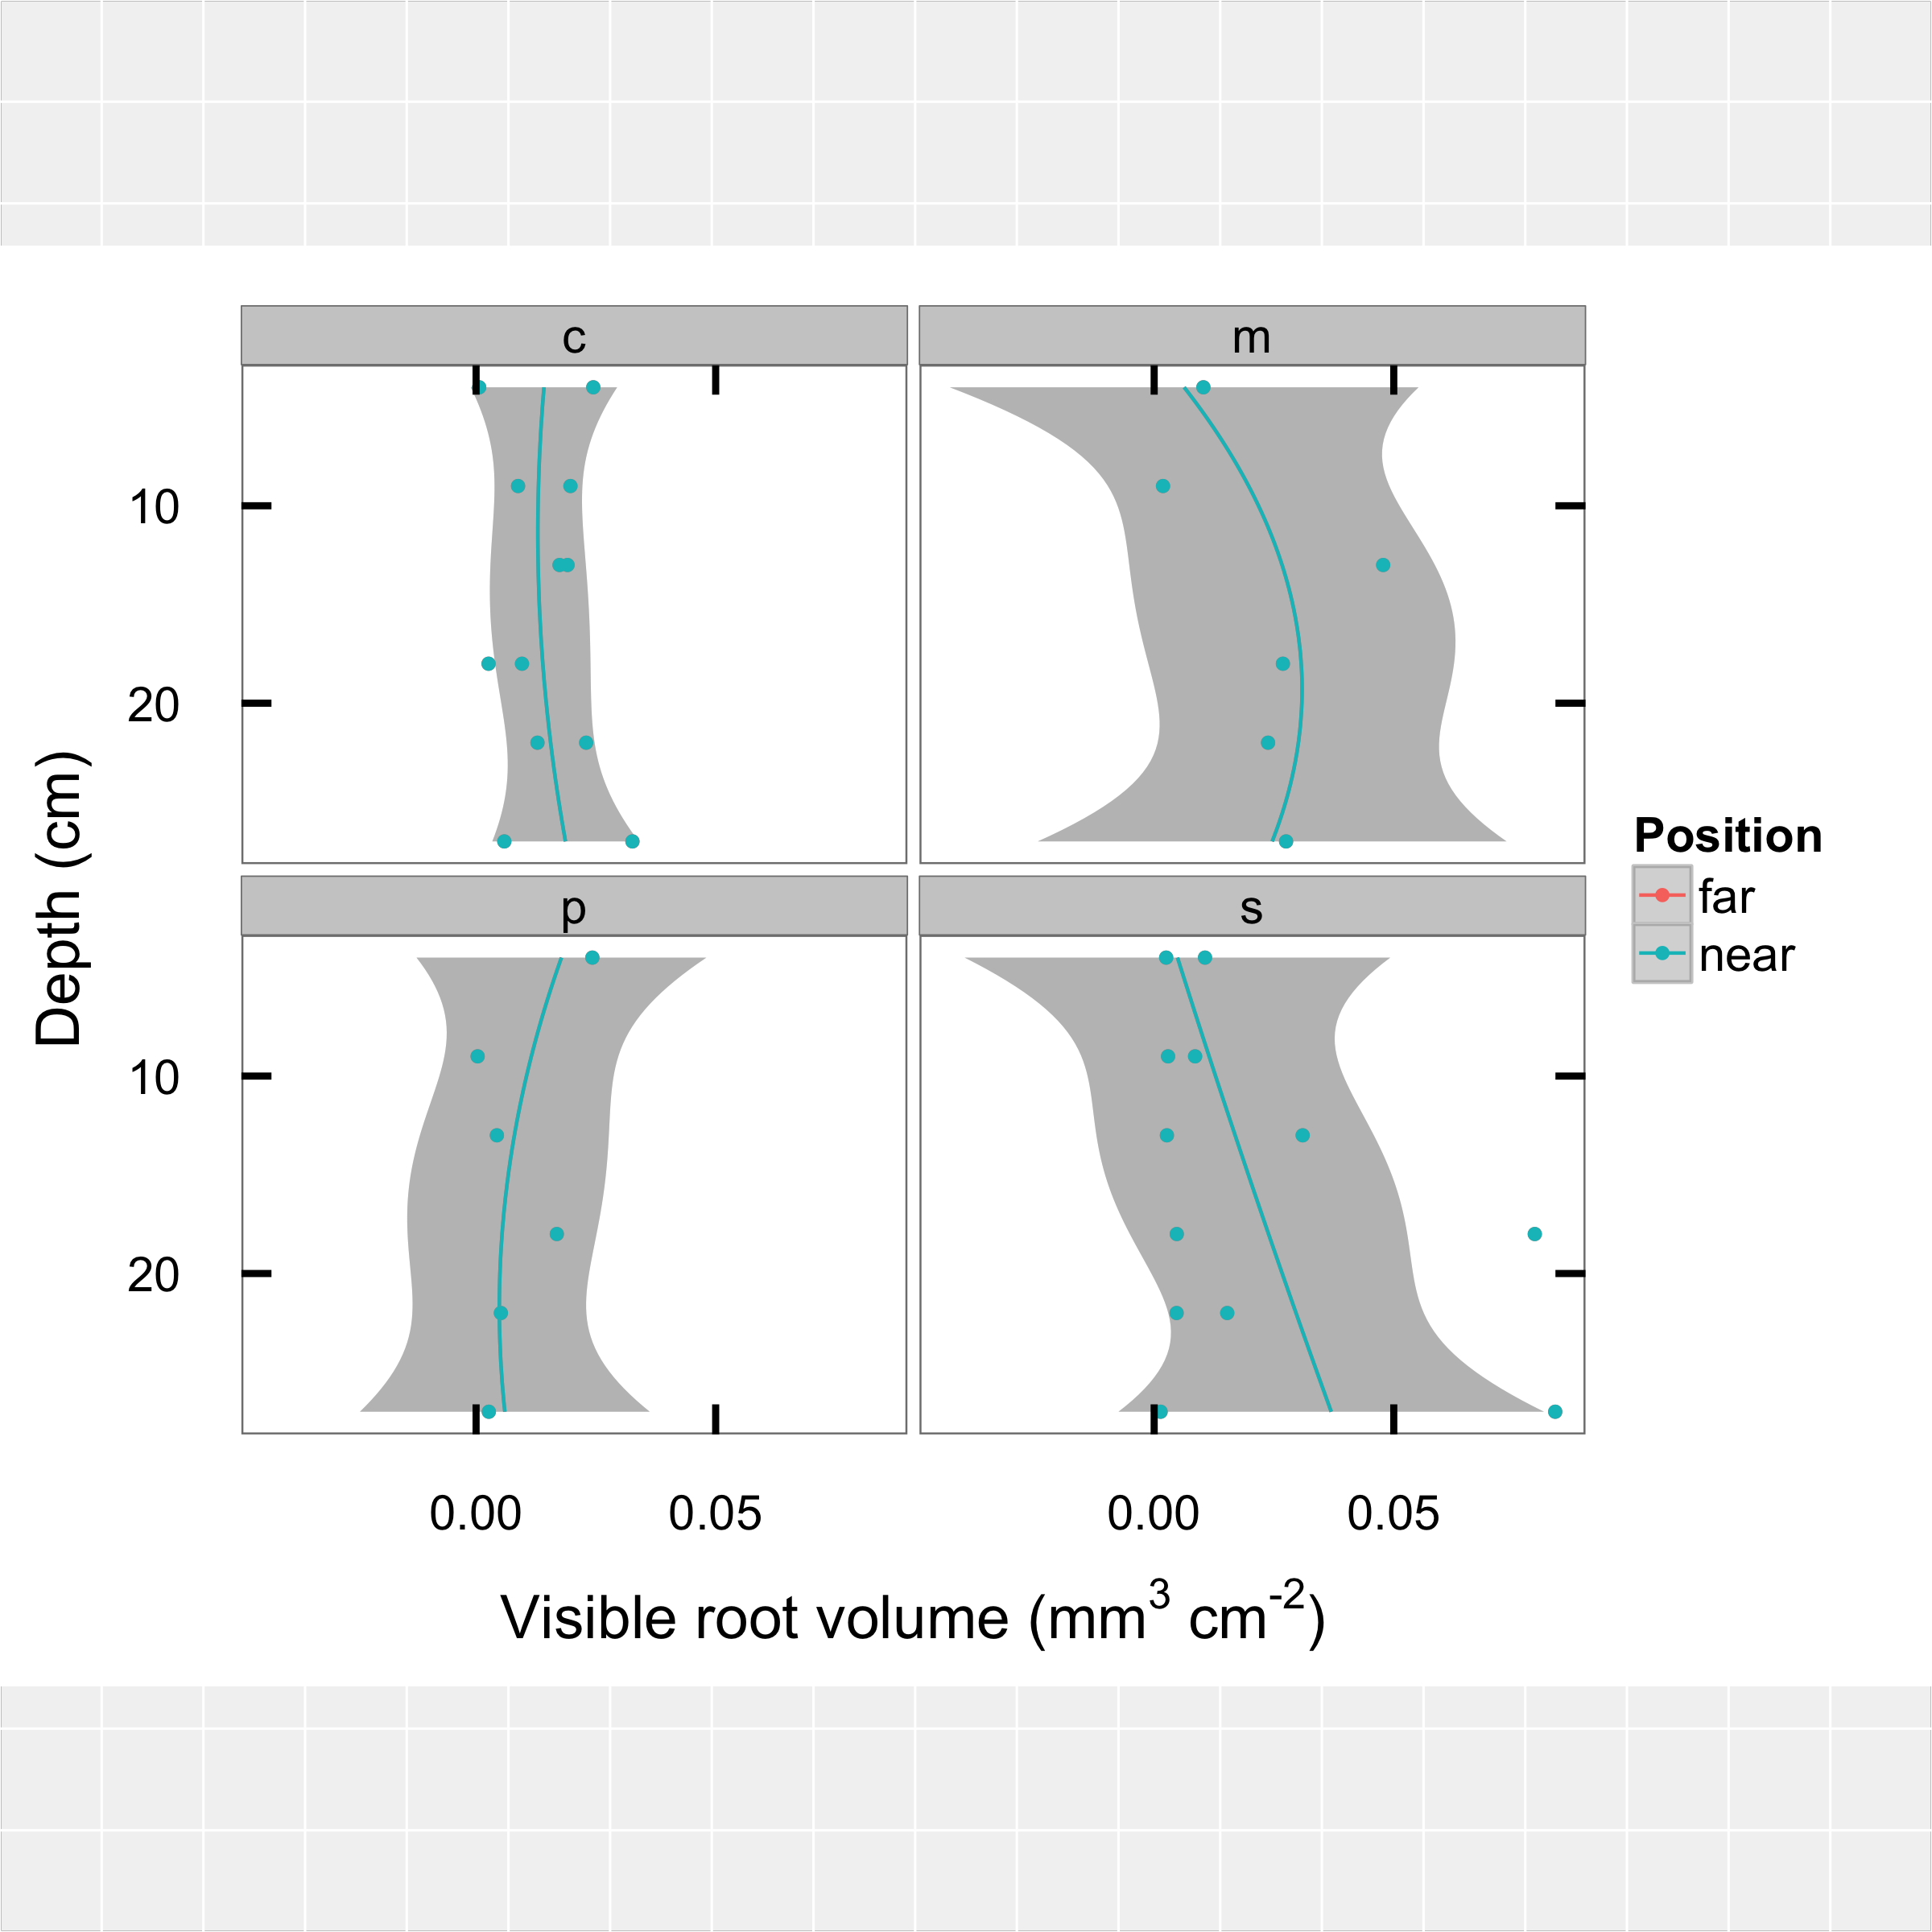 c
m
10
20
p
s
10
20
0.00
0.05
0.00
0.05
Depth (cm)
Visible root volume (mm³ cm⁻²)
Position
far
near